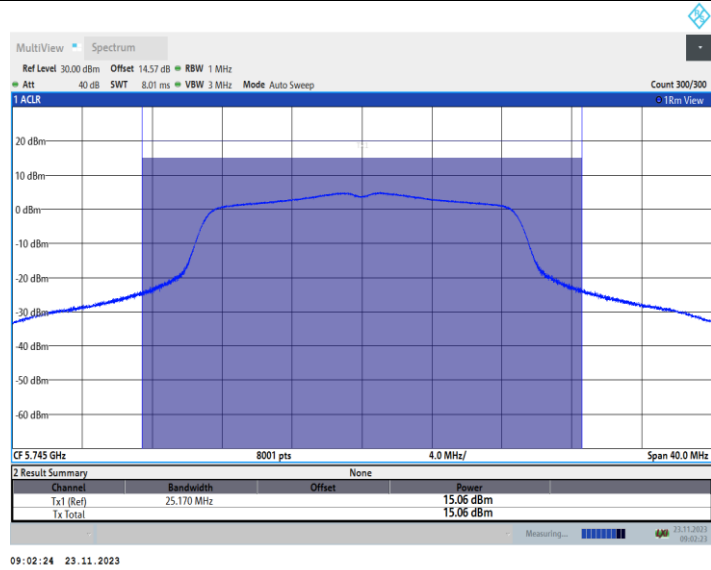 MultiView Spectrum
Ref Level 30.00 dBm Offset 14.57 dB RBW 1 MHz
Att 40 dB SWT 8.01 ms VBW 3 MHz Mode Auto Sweep Count 300/300
1 ACLR 1Rm View
20 dBm
10 dBm
0 dBm
-10 dBm
-20 dBm
-30 dBm
-40 dBm
-50 dBm
-60 dBm
CF 5.745 GHz 8001 pts 4.0 MHz/ Span 40.0 MHz
2 Result Summary None
Channel Bandwidth Offset Power
Tx1 (Ref) 25.170 MHz 15.06 dBm
Tx Total 15.06 dBm
Measuring... 23.11.2023
09:02:23
09:02:24 23.11.2023